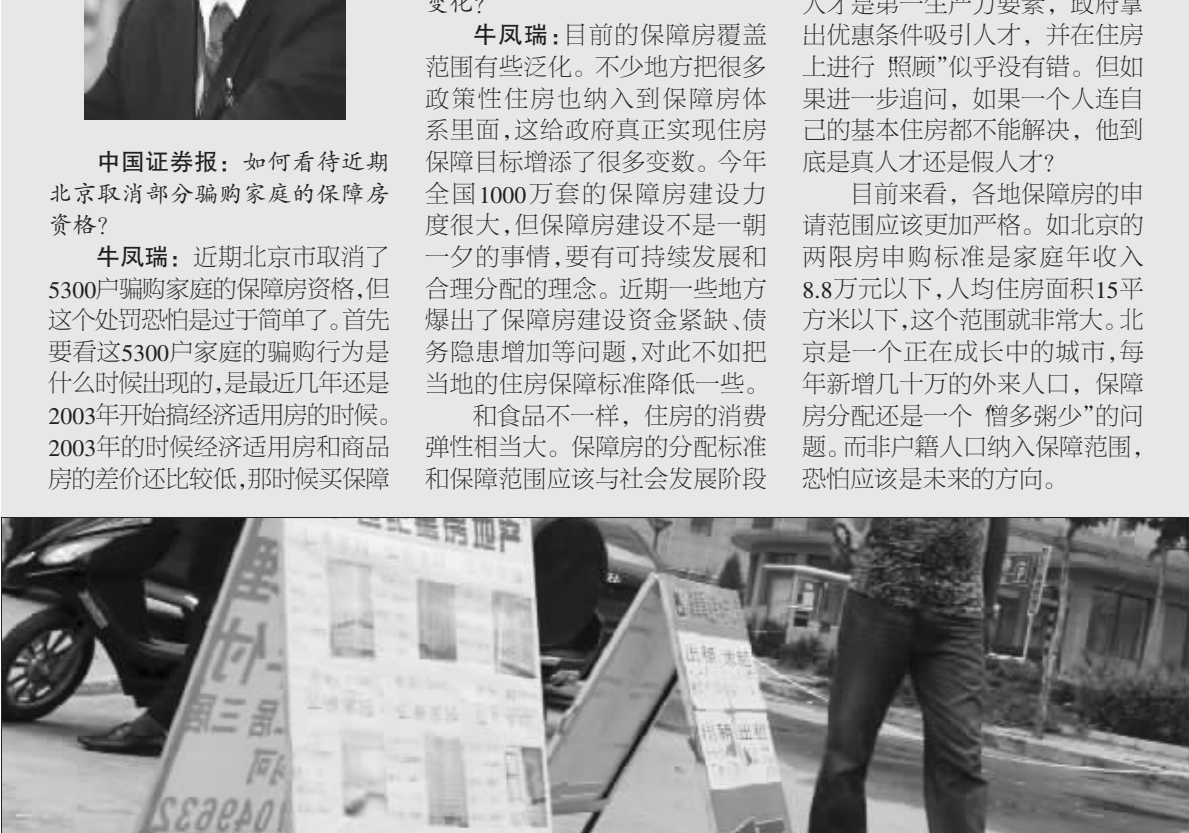 中国证券报：如何看待近期
北京取消部分骗购家庭的保障房
资格？
牛凤瑞：近期北京市取消了
5300户骗购家庭的保障房资格,但
这个处罚恐怕是过于简单了。首先
要看这5300户家庭的骗购行为是
什么时候出现的,是最近几年还是
2003年开始搞经济适用房的时候。
2003年的时候经济适用房和商品
房的差价还比较低,那时候买保障
变化？
牛凤瑞：目前的保障房覆盖
范围有些泛化。不少地方把很多
政策性住房也纳入到保障房体
系里面,这给政府真正实现住房
保障目标增添了很多变数。今年
全国1000万套的保障房建设力
度很大,但保障房建设不是一朝
一夕的事情,要有可持续发展和
合理分配的理念。近期一些地方
爆出了保障房建设资金紧缺、债
务隐患增加等问题,对此不如把
当地的住房保障标准降低一些。
和食品不一样，住房的消费
弹性相当大。保障房的分配标准
和保障范围应该与社会发展阶段
人才是第一生产力要素，政府拿
出优惠条件吸引人才，并在住房
上进行“照顾”似乎没有错。但如
果进一步追问，如果一个人连自
己的基本住房都不能解决，他到
底是真人才还是假人才？
目前来看，各地保障房的申
请范围应该更加严格。如北京的
两限房申购标准是家庭年收入
8.8万元以下,人均住房面积15平
方米以下,这个范围就非常大。北
京是一个正在成长中的城市,每
年新增几十万的外来人口，保障
房分配还是一个“僧多粥少”的问
题。而非户籍人口纳入保障范围，
恐怕应该是未来的方向。
房地产
三居
1049632
出租
出租 出租